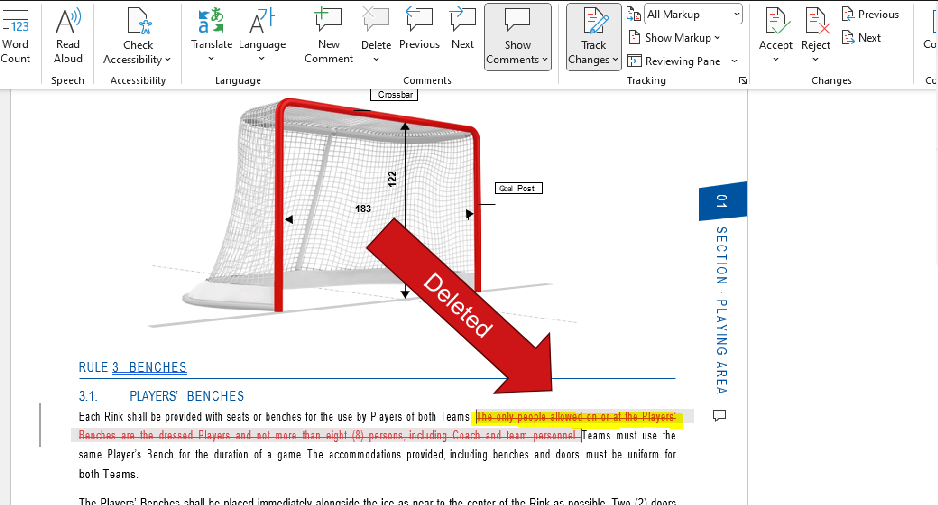 Word Count
Read Aloud
Check Accessibility
Translate
Language
New Comment
Delete
Previous
Next
Show Comments
Track Changes
All Markup
Show Markup
Reviewing Pane
Accept
Reject
Previous
Next
Speech
Accessibility
Language
Comments
Tracking
Changes
Crossbar
122
183
Goal Post
Deleted
01
SECTION - PLAYING AREA
RULE 3. BENCHES
3.1. PLAYERS' BENCHES
Each Rink shall be provided with seats or benches for the use by Players of both Teams. The only people allowed on or at the Players'
Benches are the dressed Players and not more than eight (8) persons, including Coach and team personnel. Teams must use the
same Player's Bench for the duration of a game. The accommodations provided, including benches and doors must be uniform for
both Teams.
The Players' Benches shall be placed immediately alongside the ice as near to the center of the Rink as possible. Two (2) doors